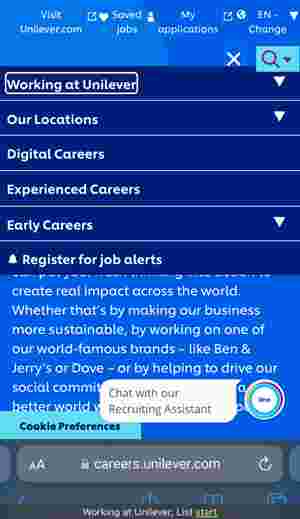 Visit Saved My EN -
Unilever.com jobs applications Change
Working at Unilever
Our Locations
Digital Careers
Experienced Careers
Early Careers
Register for job alerts
create real impact across the world.
Whether that's by making our business
more sustainable, by working on one of
our world-famous brands – like Ben &
Jerry's or Dove – or by helping to drive our
social commit
better world
Chat with our
Recruiting Assistant
Cookie Preferences
AA careers.unilever.com
Working at Unilever, List start